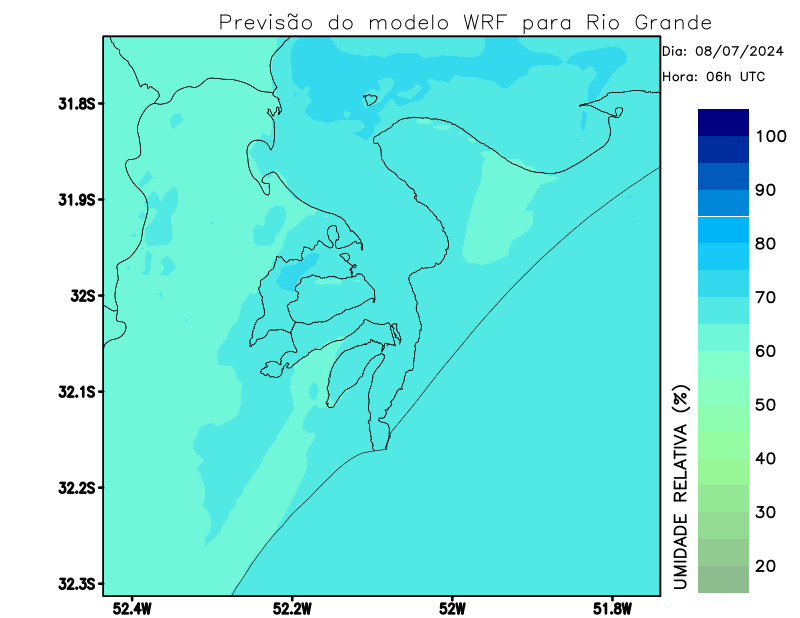 Previsão do modelo WRF para Rio Grande
Dia: 08/07/2024
Hora: 06h UTC
31.8S
31.9S
32S
32.1S
32.2S
32.3S
52.4W
52.2W
52W
51.8W
100
90
80
70
60
50
40
30
20
UMIDADE RELATIVA (%)